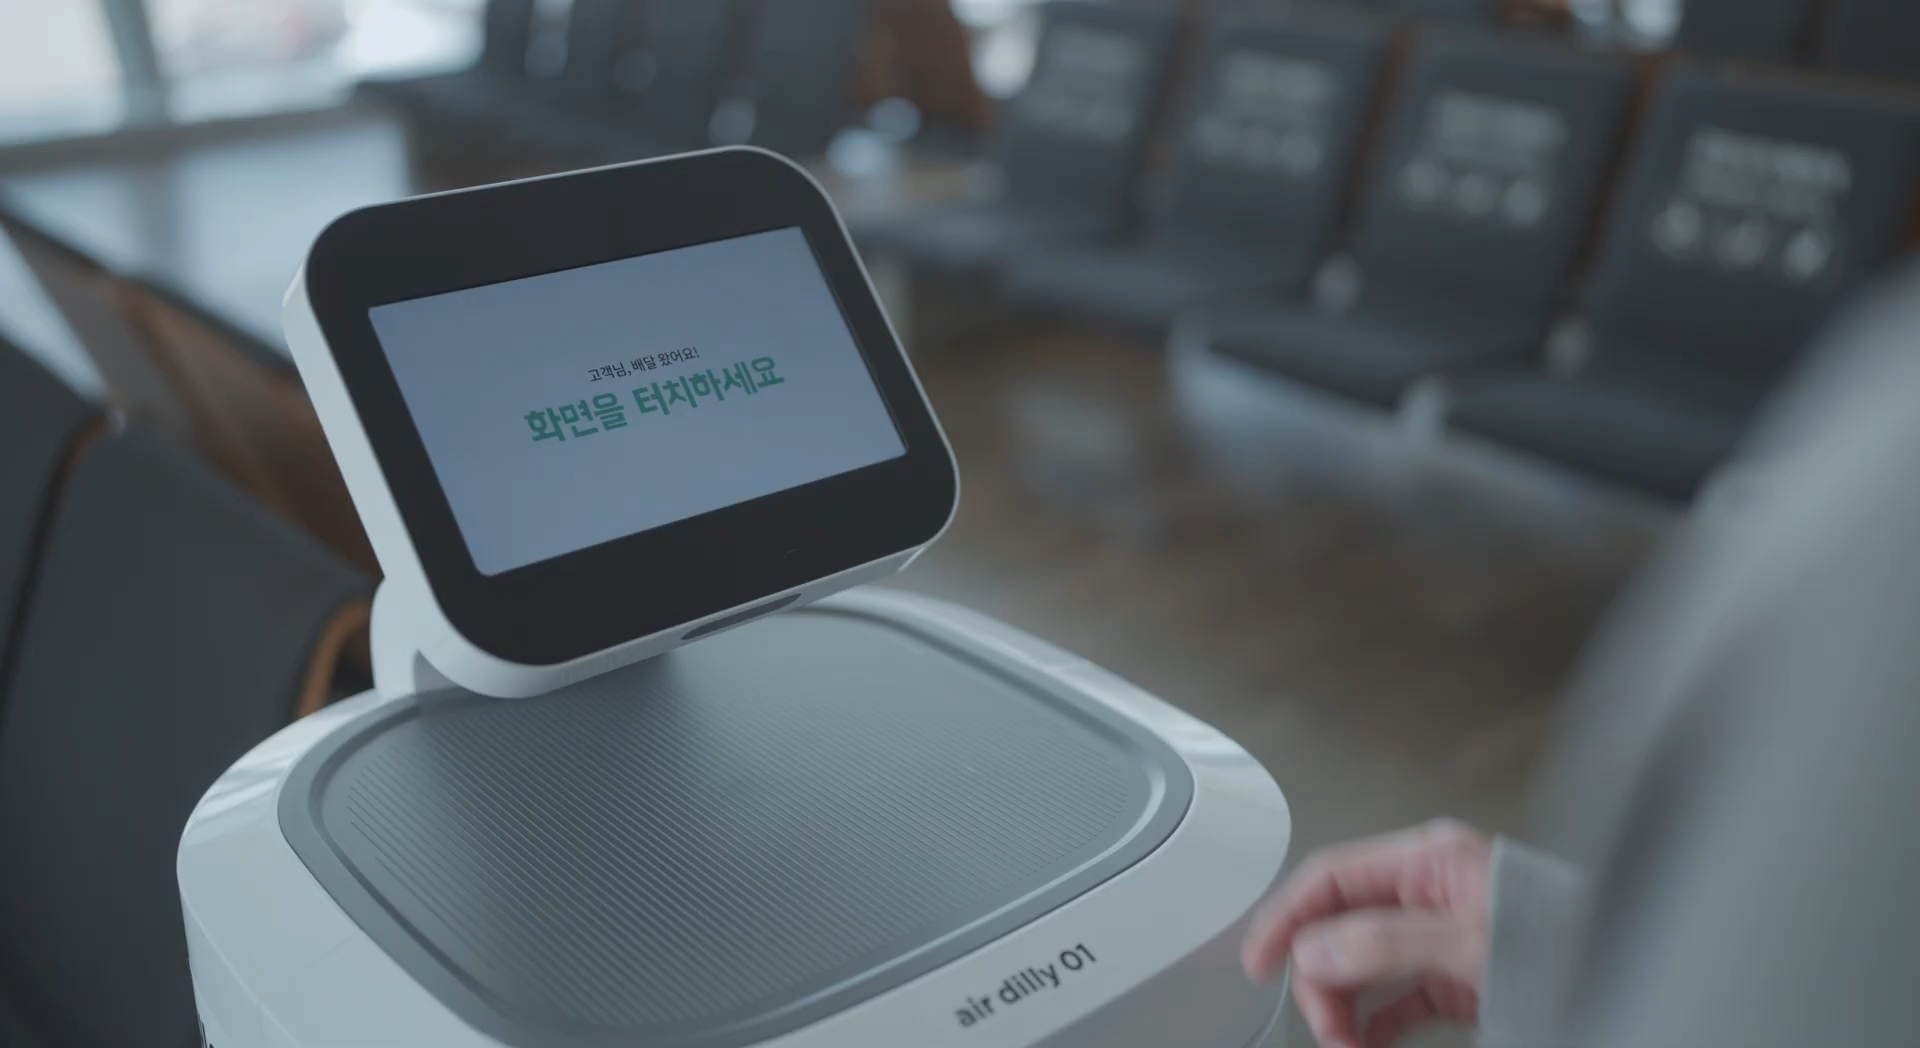 고객님, 배달 왔어요!
화면을 터치하세요
air dilly 01